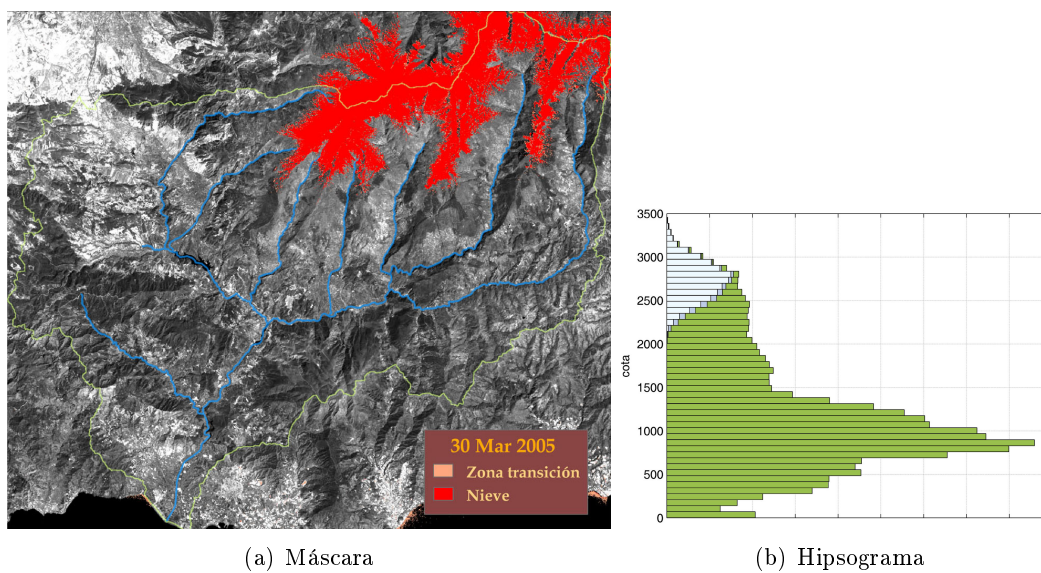 30 Mar 2005
Zona transición
Nieve
3500
3000
2500
2000
1500
1000
500
0
cota
(a) Máscara
(b) Hipsograma